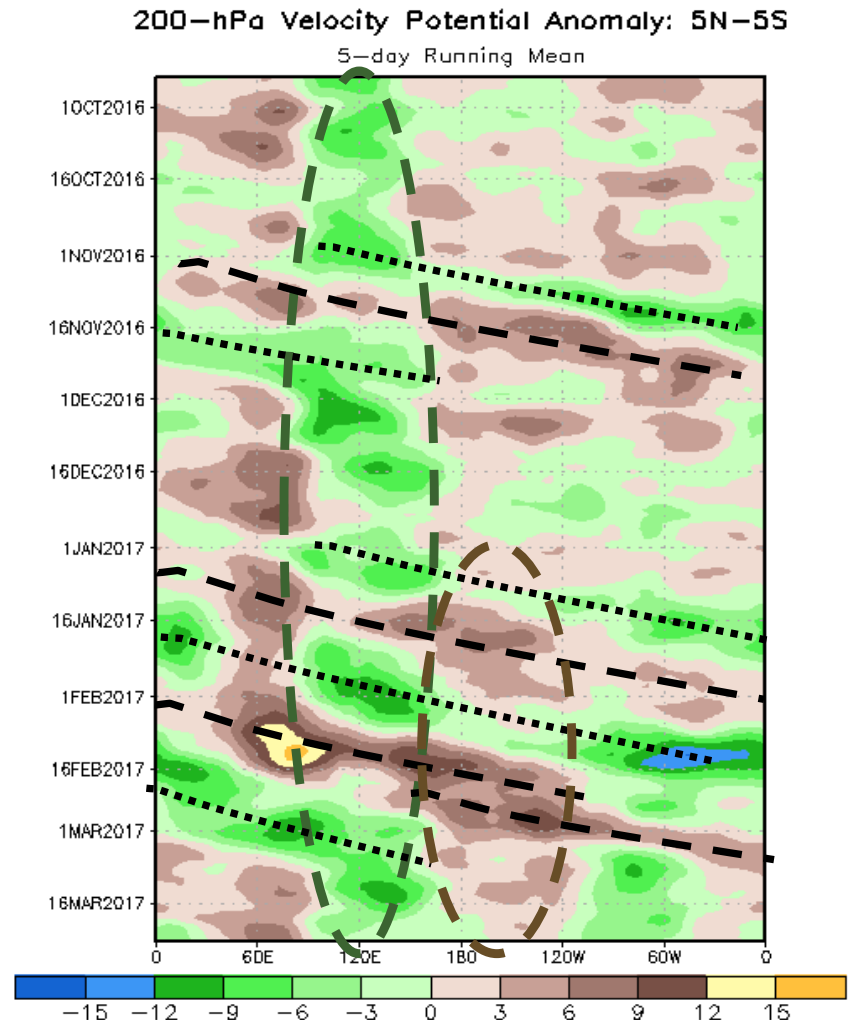 200-hPa Velocity Potential Anomaly: 5N-5S
5-day Running Mean
1OCT2016
16OCT2016
1NOV2016
16NOV2016
1DEC2016
16DEC2016
1JAN2017
16JAN2017
1FEB2017
16FEB2017
1MAR2017
16MAR2017
0 60E 120E 180 120W 60W 0
-15 -12 -9 -6 -3 0 3 6 9 12 15